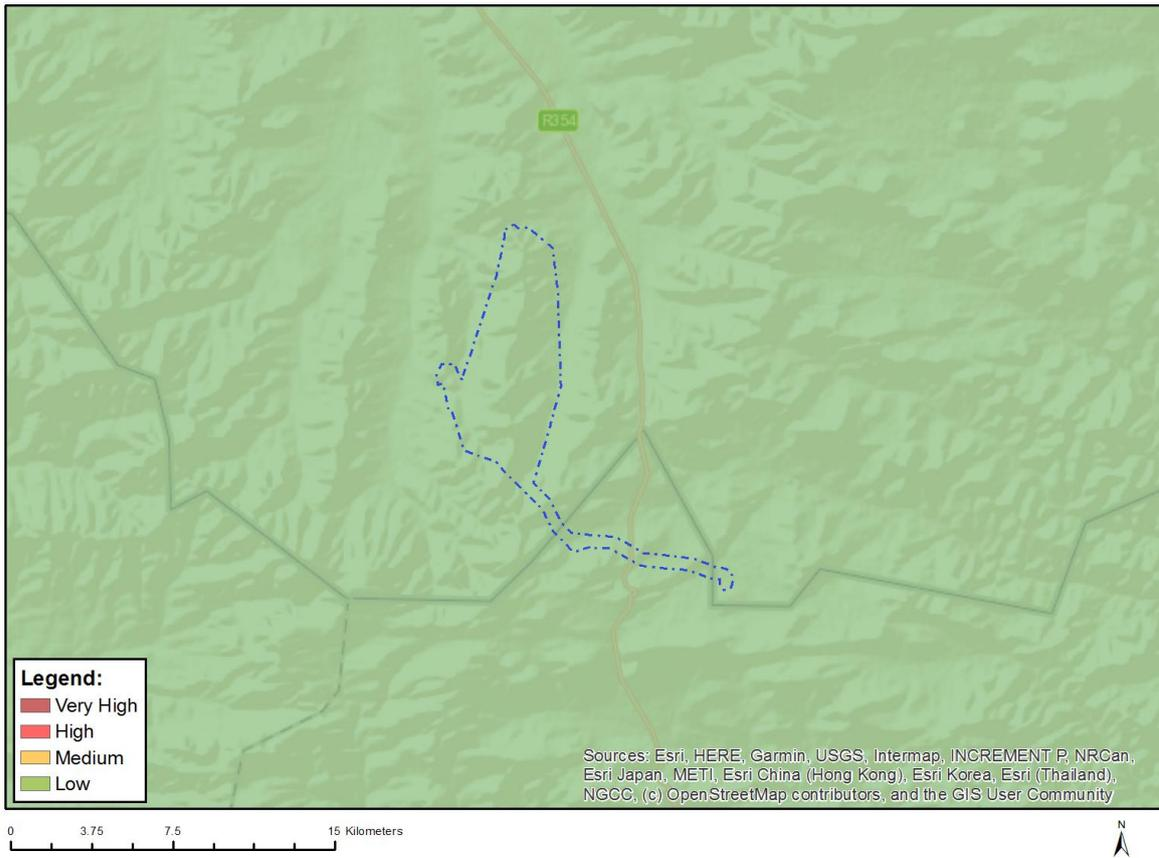 R354
Legend:
Very High
High
Medium
Low
Sources: Esri, HERE, Garmin, USGS, Intermap, INCREMENT P, NRCan,
Esri Japan, METI, Esri China (Hong Kong), Esri Korea, Esri (Thailand),
NGCC, (c) OpenStreetMap contributors, and the GIS User Community
0 3.75 7.5 15 Kilometers
N